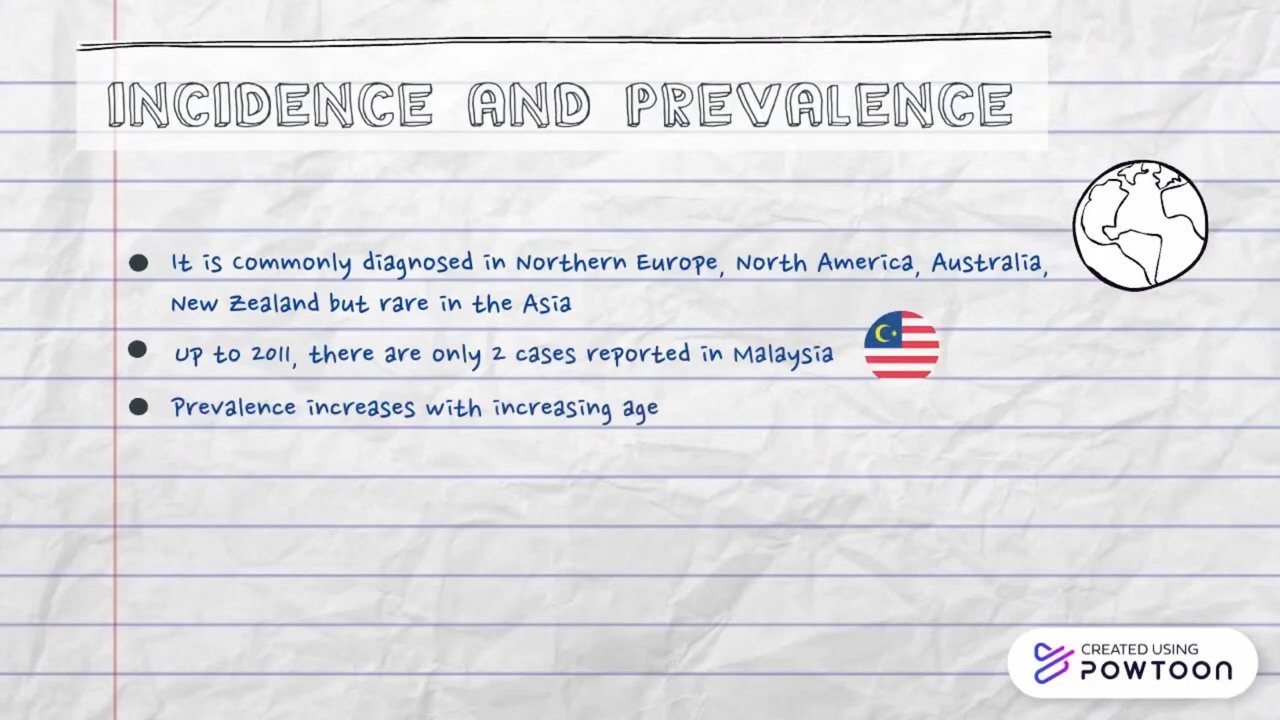 INCIDENCE AND PREVALENCE
It is commonly diagnosed in Northern Europe, North America, Australia,
New Zealand but rare in the Asia
Up to 2011, there are only 2 cases reported in Malaysia
Prevalence increases with increasing age
CREATED USING
POWTOON